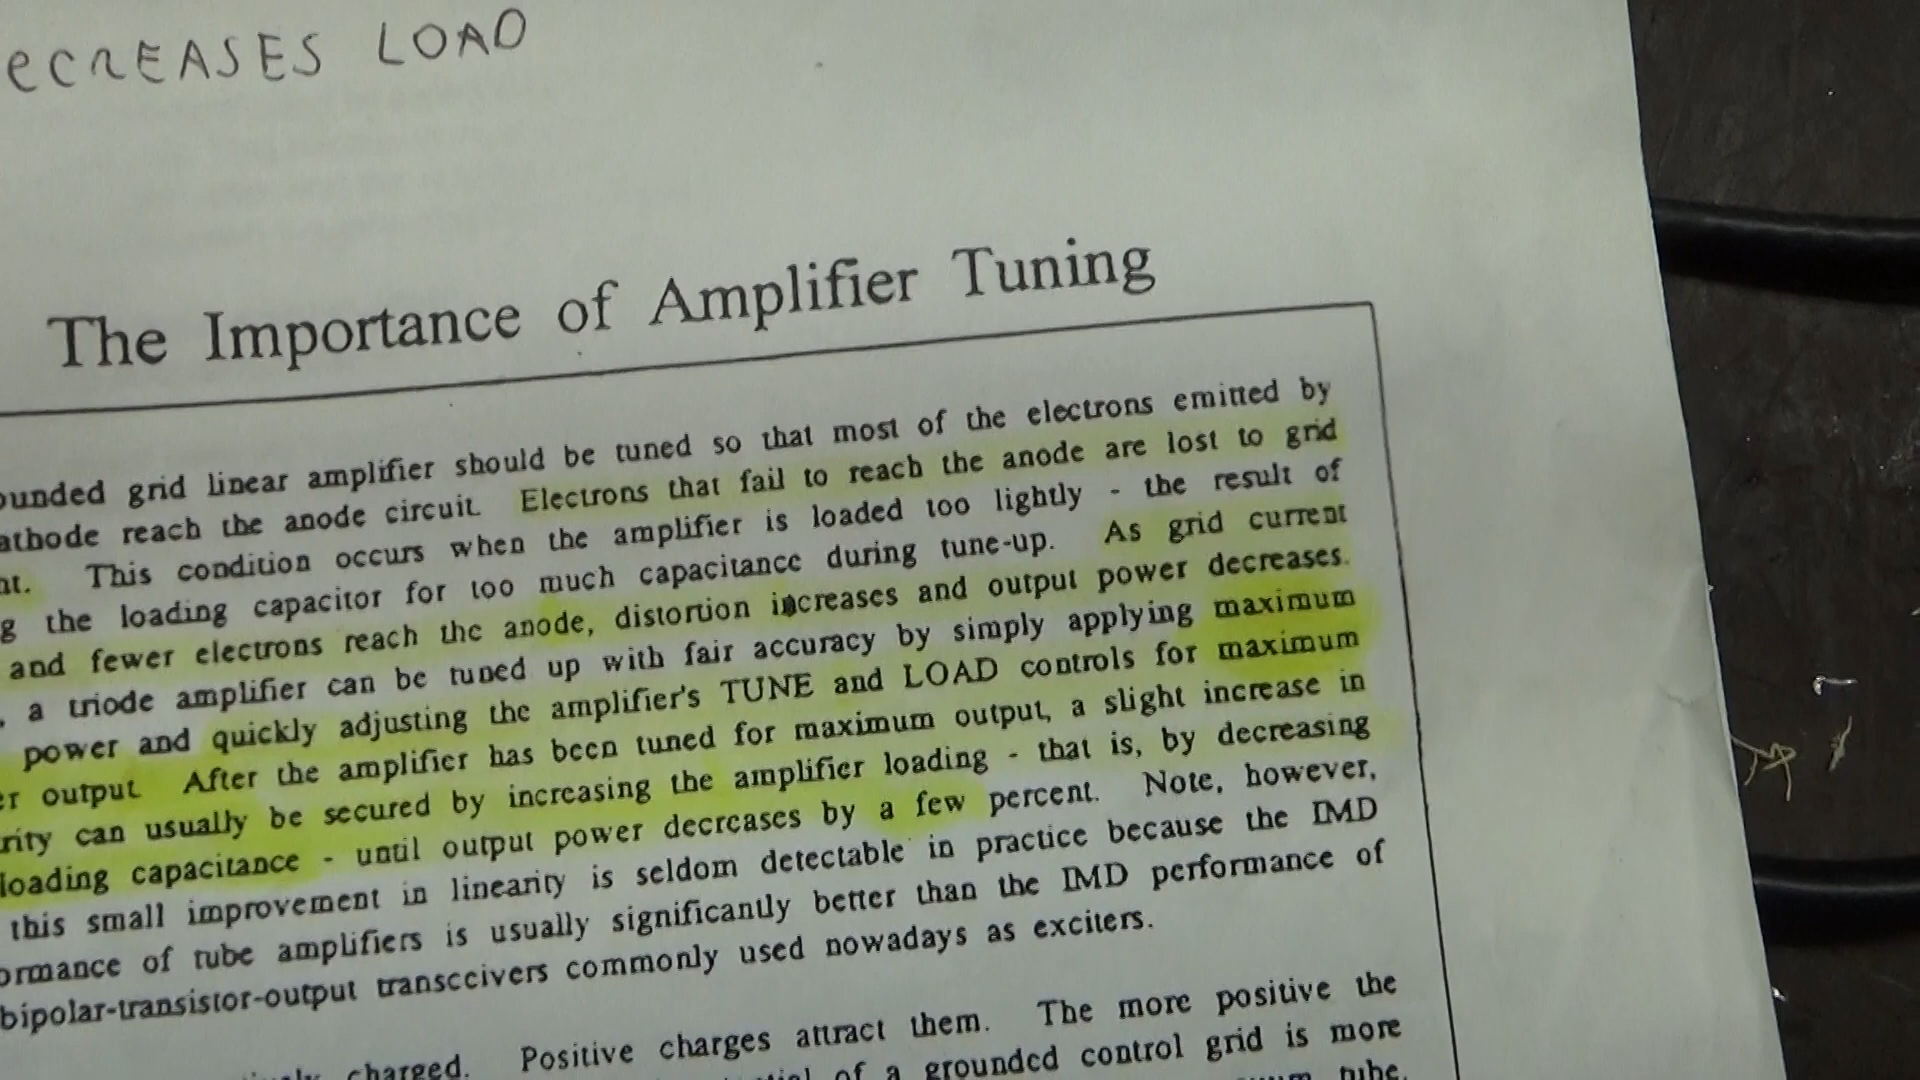 eCREASES LOAD
The Importance of Amplifier Tuning
ounded grid linear amplifier should be tuned so that most of the electrons emitted by
athode reach the anode circuit. Electrons that fail to reach the anode are lost to grid
nt. This condition occurs when the amplifier is loaded too lightly - the result of
g the loading capacitor for too much capacitance during tune-up. As grid current
and fewer electrons reach the anode, distortion increases and output power decreases.
, a triode amplifier can be tuned up with fair accuracy by simply applying maximum
power and quickly adjusting the amplifier's TUNE and LOAD controls for maximum
er output. After the amplifier has been tuned for maximum output, a slight increase in
rity can usually be secured by increasing the amplifier loading - that is, by decreasing
loading capacitance - until output power decreases by a few percent. Note, however,
this small improvement in linearity is seldom detectable in practice because the IMD
ormance of tube amplifiers is usually significantly better than the IMD performance of
bipolar-transistor-output transceivers commonly used nowadays as exciters.
charged. Positive charges attract them. The more positive the
of a grounded control grid is more
tube.